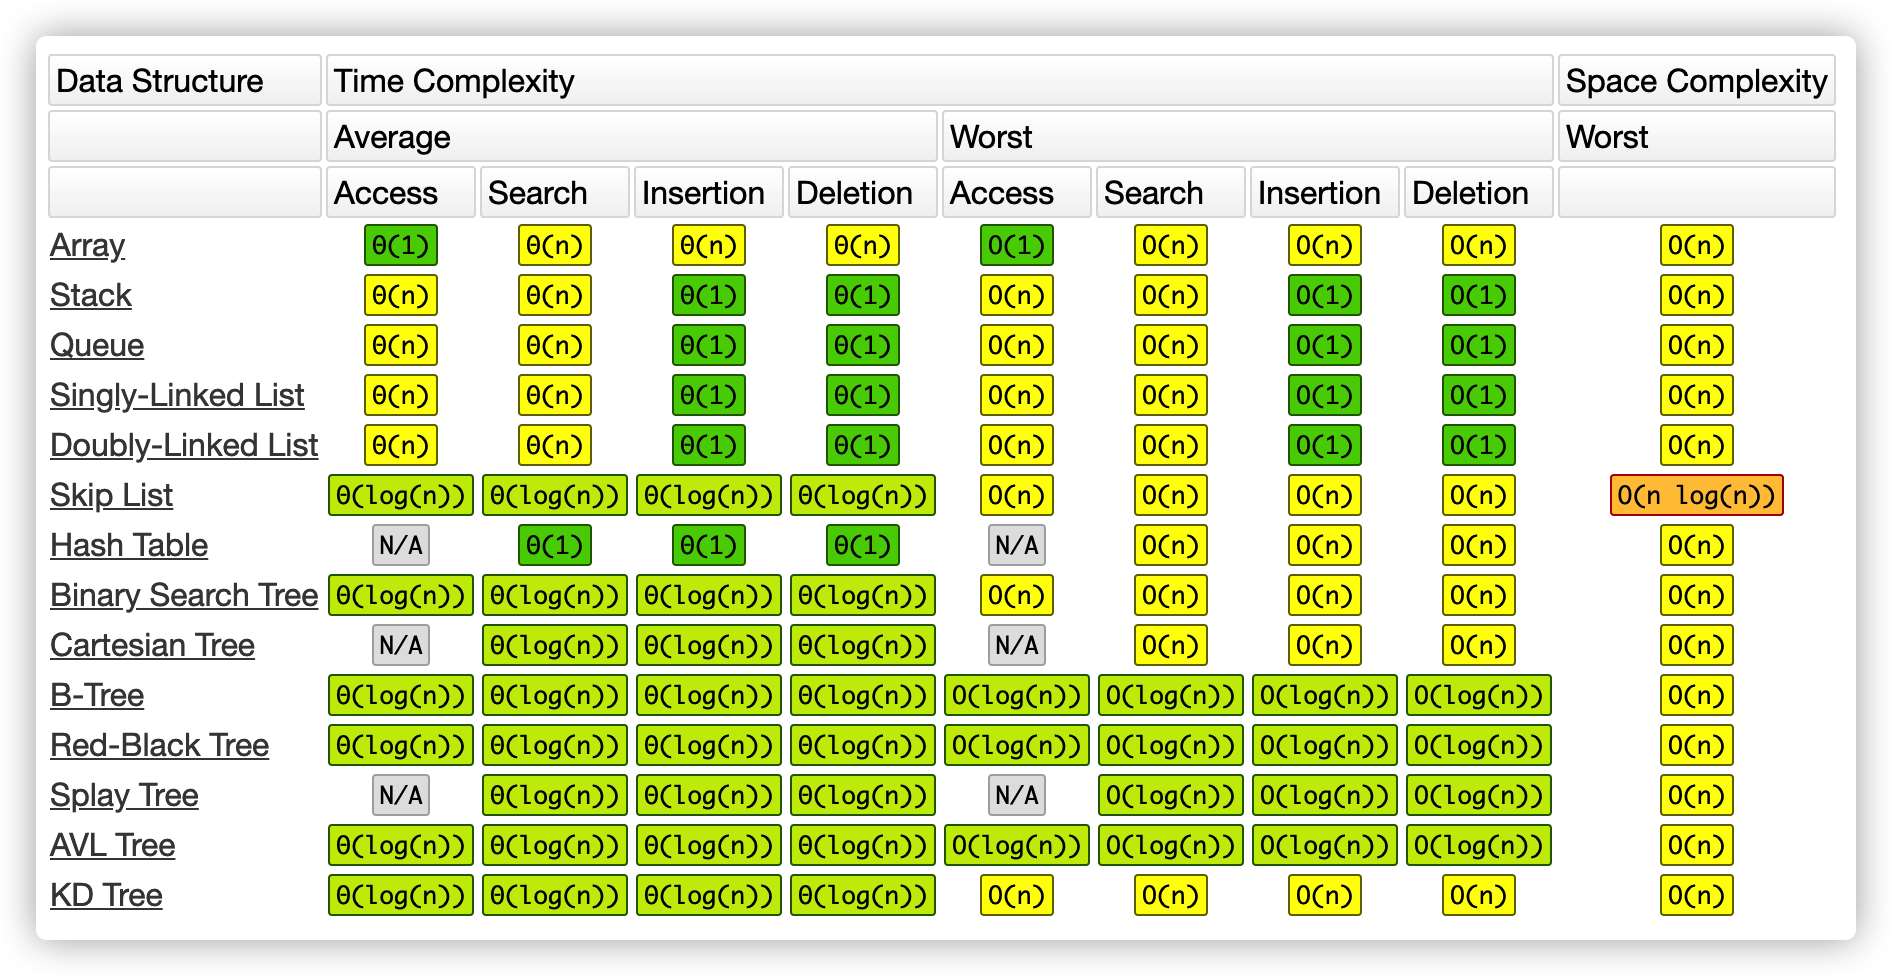 Data Structure Time Complexity Space Complexity
Average Worst Worst
Access Search Insertion Deletion Access Search Insertion Deletion
Array Θ(1) Θ(n) Θ(n) Θ(n) O(1) O(n) O(n) O(n) O(n)
Stack Θ(n) Θ(n) Θ(1) Θ(1) O(n) O(n) O(1) O(1) O(n)
Queue Θ(n) Θ(n) Θ(1) Θ(1) O(n) O(n) O(1) O(1) O(n)
Singly-Linked List Θ(n) Θ(n) Θ(1) Θ(1) O(n) O(n) O(1) O(1) O(n)
Doubly-Linked List Θ(n) Θ(n) Θ(1) Θ(1) O(n) O(n) O(1) O(1) O(n)
Skip List Θ(log(n)) Θ(log(n)) Θ(log(n)) Θ(log(n)) O(n) O(n) O(n) O(n) O(n log(n))
Hash Table N/A Θ(1) Θ(1) Θ(1) N/A O(n) O(n) O(n) O(n)
Binary Search Tree Θ(log(n)) Θ(log(n)) Θ(log(n)) Θ(log(n)) O(n) O(n) O(n) O(n) O(n)
Cartesian Tree N/A Θ(log(n)) Θ(log(n)) Θ(log(n)) N/A O(n) O(n) O(n) O(n)
B-Tree Θ(log(n)) Θ(log(n)) Θ(log(n)) Θ(log(n)) O(log(n)) O(log(n)) O(log(n)) O(log(n)) O(n)
Red-Black Tree Θ(log(n)) Θ(log(n)) Θ(log(n)) Θ(log(n)) O(log(n)) O(log(n)) O(log(n)) O(log(n)) O(n)
Splay Tree N/A Θ(log(n)) Θ(log(n)) Θ(log(n)) N/A O(log(n)) O(log(n)) O(log(n)) O(n)
AVL Tree Θ(log(n)) Θ(log(n)) Θ(log(n)) Θ(log(n)) O(log(n)) O(log(n)) O(log(n)) O(log(n)) O(n)
KD Tree Θ(log(n)) Θ(log(n)) Θ(log(n)) Θ(log(n)) O(n) O(n) O(n) O(n) O(n)